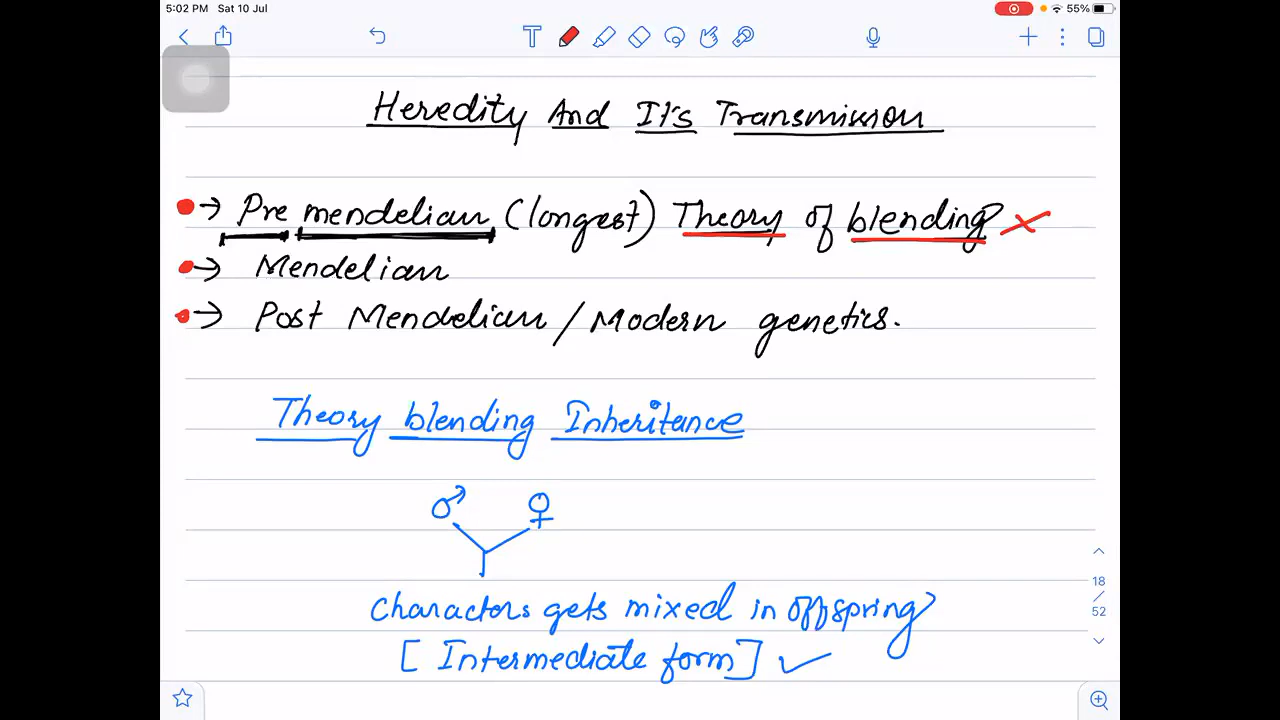 5:02 PM Sat 10 Jul
55%
Heredity And It's Transmission
→ Pre mendelian (longest) Theory of blending
→ Mendelian
→ Post Mendelian / Modern genetics.
Theory blending Inheritance
♂ ♀
Charactors gets mixed in offspring
[Intermediate form] ✓
18
/
52